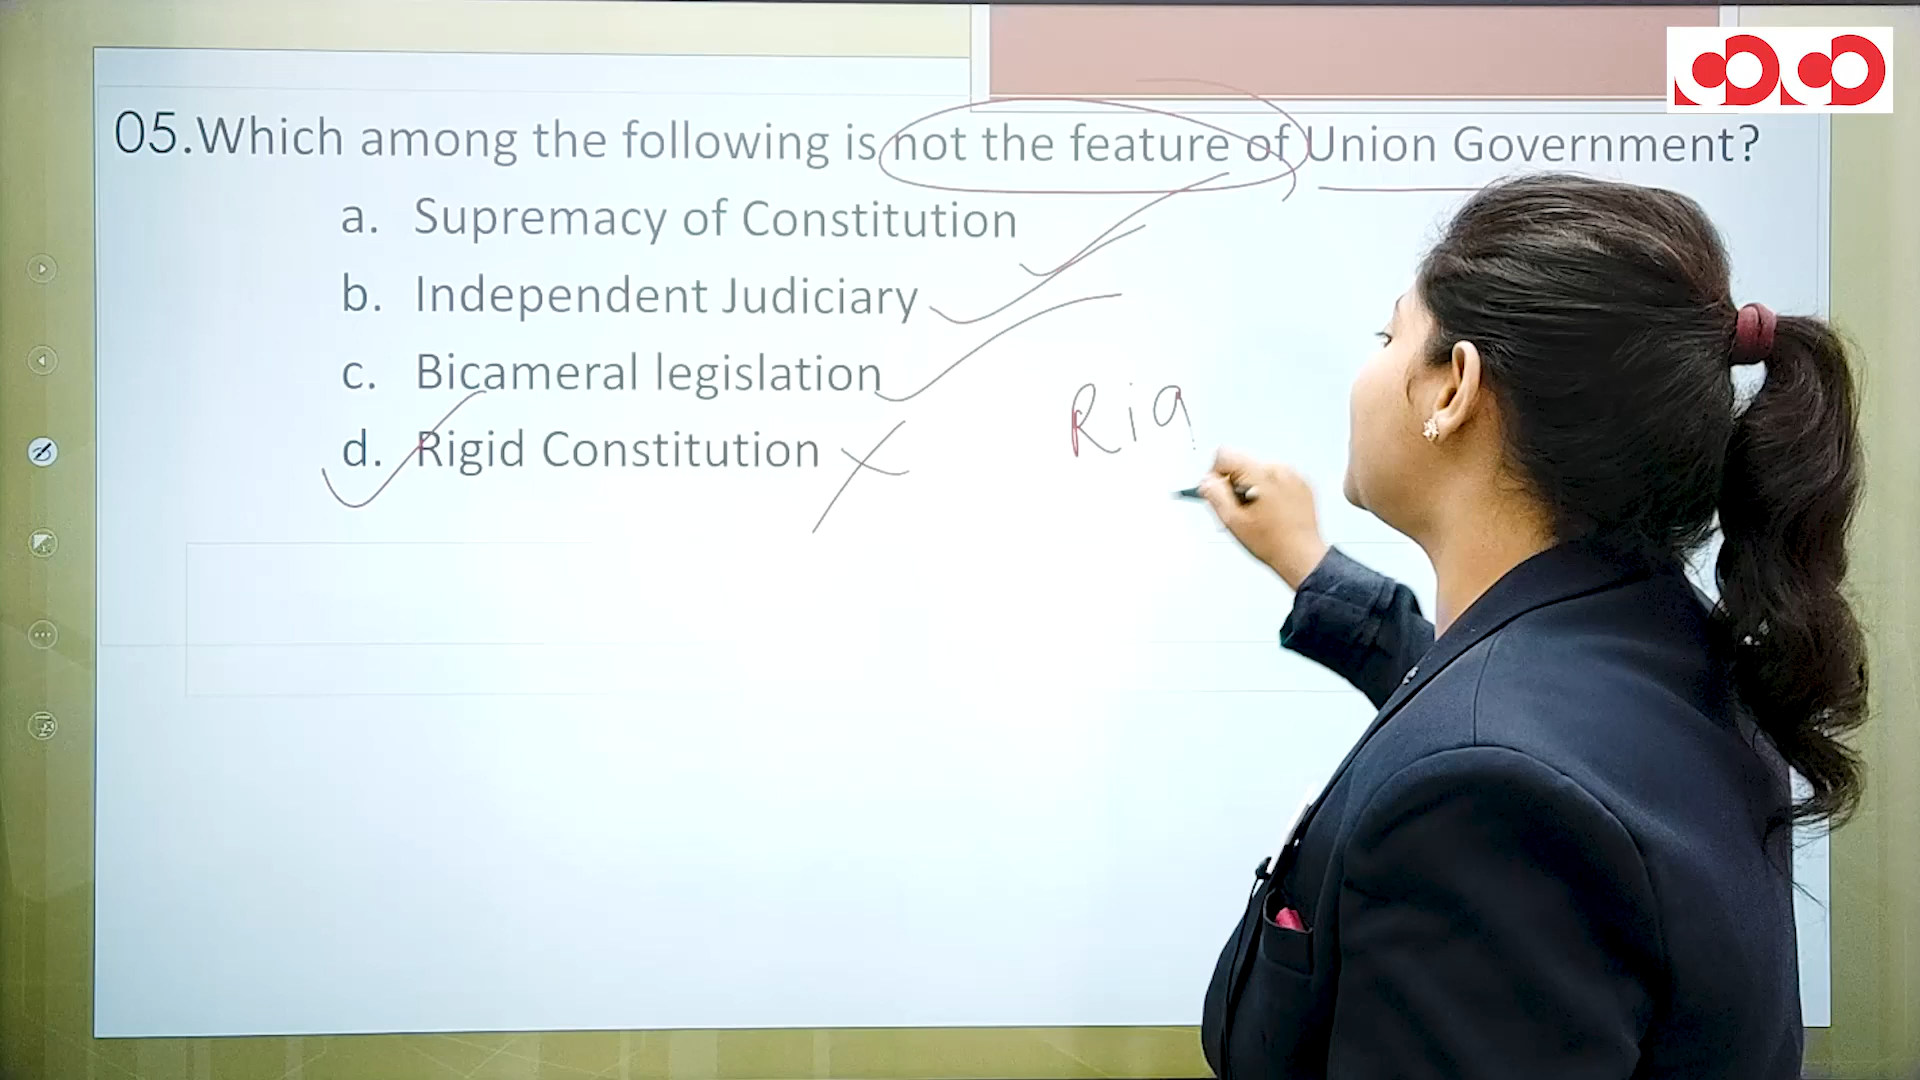 05.Which among the following is not the feature of Union Government?
a. Supremacy of Constitution
b. Independent Judiciary
c. Bicameral legislation
d. Rigid Constitution
Rig